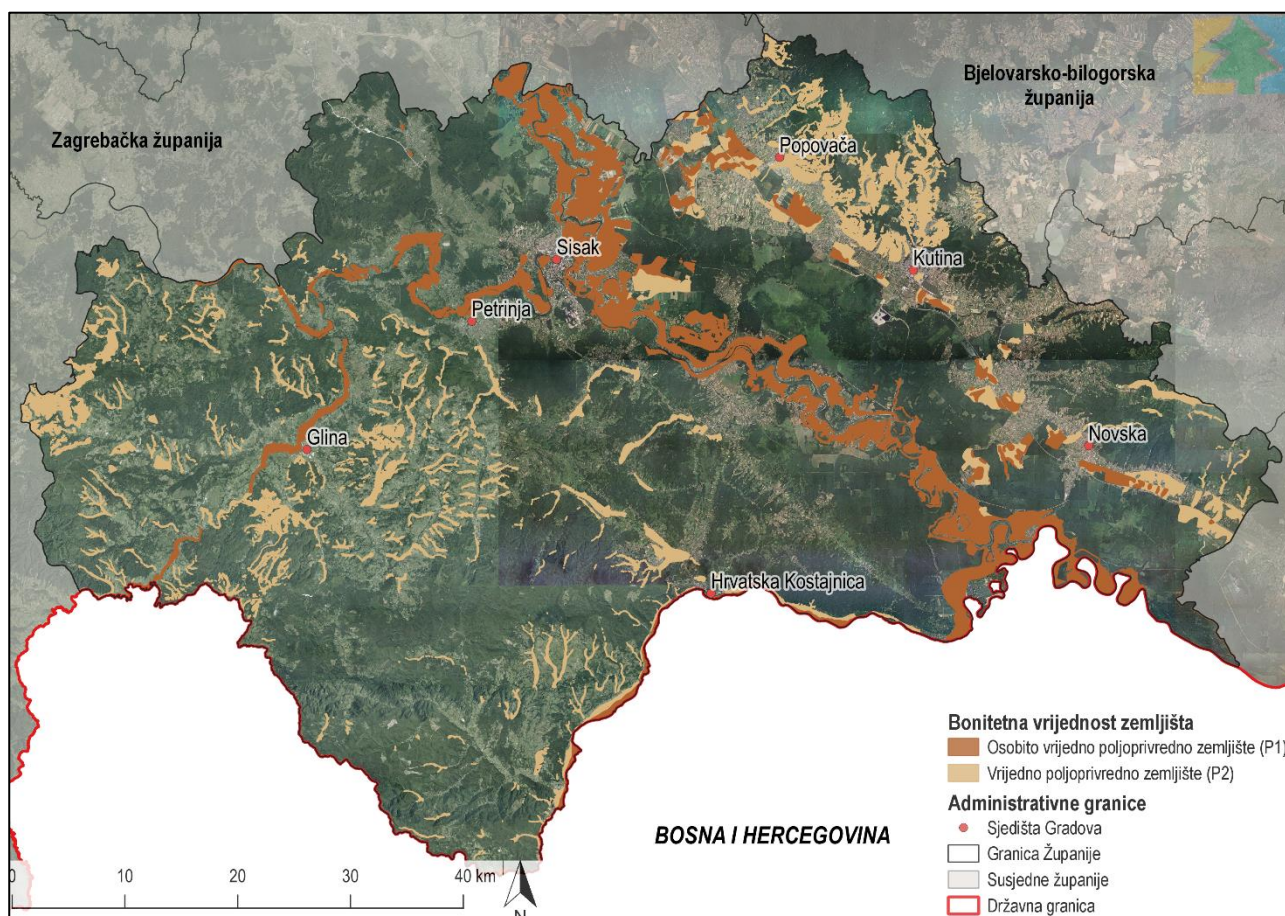 Bjelovarsko-bilogorska
županija
Zagrebačka županija
Popovača
Sisak
Kutina
Petrinja
Glina
Novska
Hrvatska Kostajnica
BOSNA I HERCEGOVINA
Bonitetna vrijednost zemljišta
Osobito vrijedno poljoprivredno zemljište (P1)
Vrijedno poljoprivredno zemljište (P2)
Administrativne granice
Sjedišta Gradova
Granica Županije
Susjedne županije
Državna granica
0 10 20 30 40 km
N